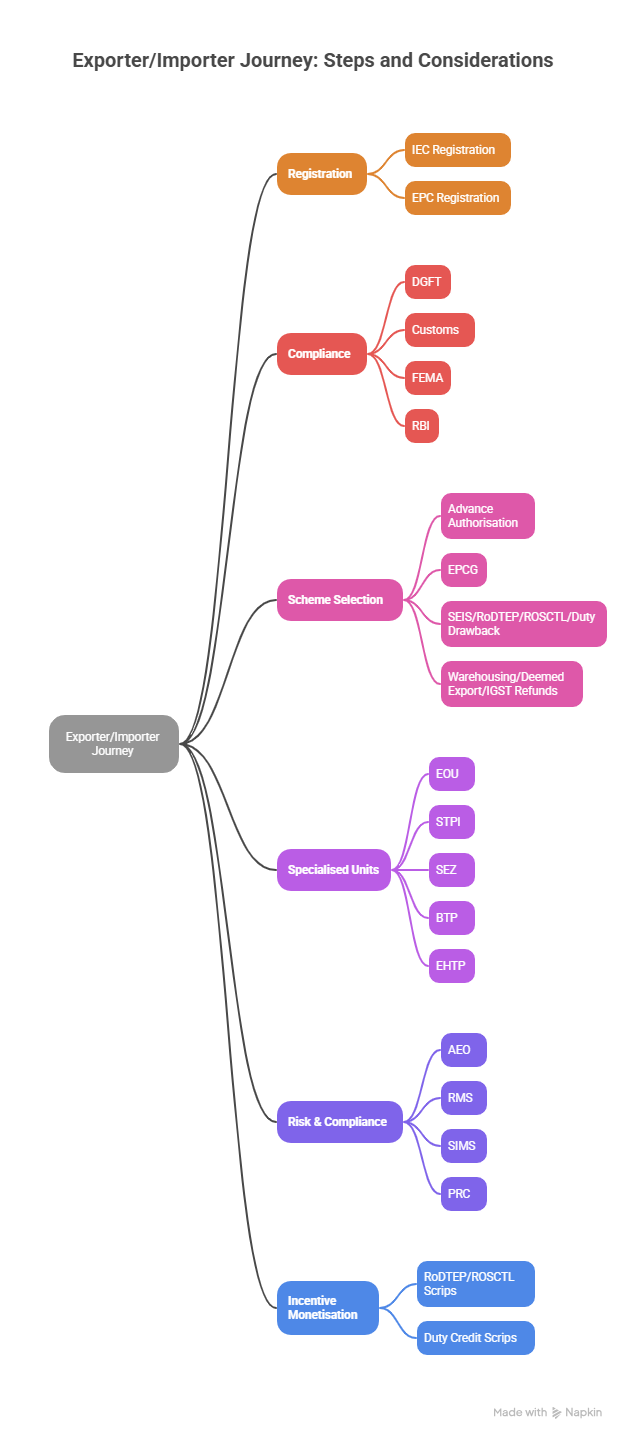 Exporter/Importer Journey: Steps and Considerations
IEC Registration
Registration
EPC Registration
DGFT
Customs
Compliance
FEMA
RBI
Advance
Authorisation
EPCG
Scheme Selection
SEIS/RoDTEP/ROSCTL/Duty
Drawback
Warehousing/Deemed
Export/IGST Refunds
Exporter/Importer
Journey
EOU
STPI
Specialised Units
SEZ
BTP
EHTP
AEO
RMS
Risk & Compliance
SIMS
PRC
RoDTEP/ROSCTL
Scrips
Incentive
Monetisation
Duty Credit Scrips
Made with Napkin